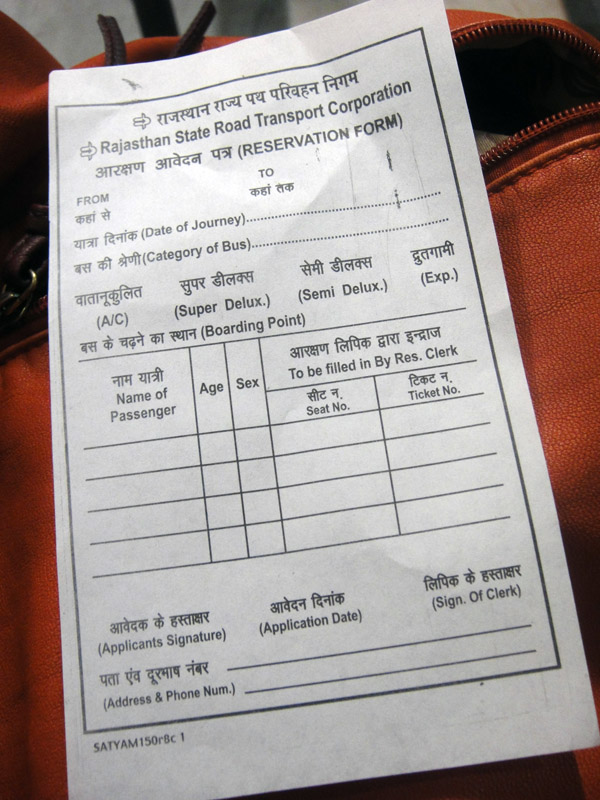 राजस्थान राज्य पथ परिवहन निगम
Rajasthan State Road Transport Corporation
आरक्षण आवेदन पत्र (RESERVATION FORM)
FROM TO
कहां से कहां तक
यात्रा दिनांक (Date of Journey)........................................
बस की श्रेणी(Category of Bus)........................................
वातानूकुलित सुपर डीलक्स सेमी डीलक्स द्रुतगामी
(A/C) (Super Delux.) (Semi Delux.) (Exp.)
बस के चढ़ने का स्थान (Boarding Point)
नाम यात्री
Name of
Passenger
Age
Sex
आरक्षण लिपिक द्वारा इन्द्राज
To be filled in By Res. Clerk
सीट न.
Seat No.
टिकट न.
Ticket No.
आवेदक के हस्ताक्षर आवेदन दिनांक लिपिक के हस्ताक्षर
(Applicants Signature) (Application Date) (Sign. Of Clerk)
पता एंव दूरमाष नंबर
(Address & Phone Num.)
SATYAM150rBc 1